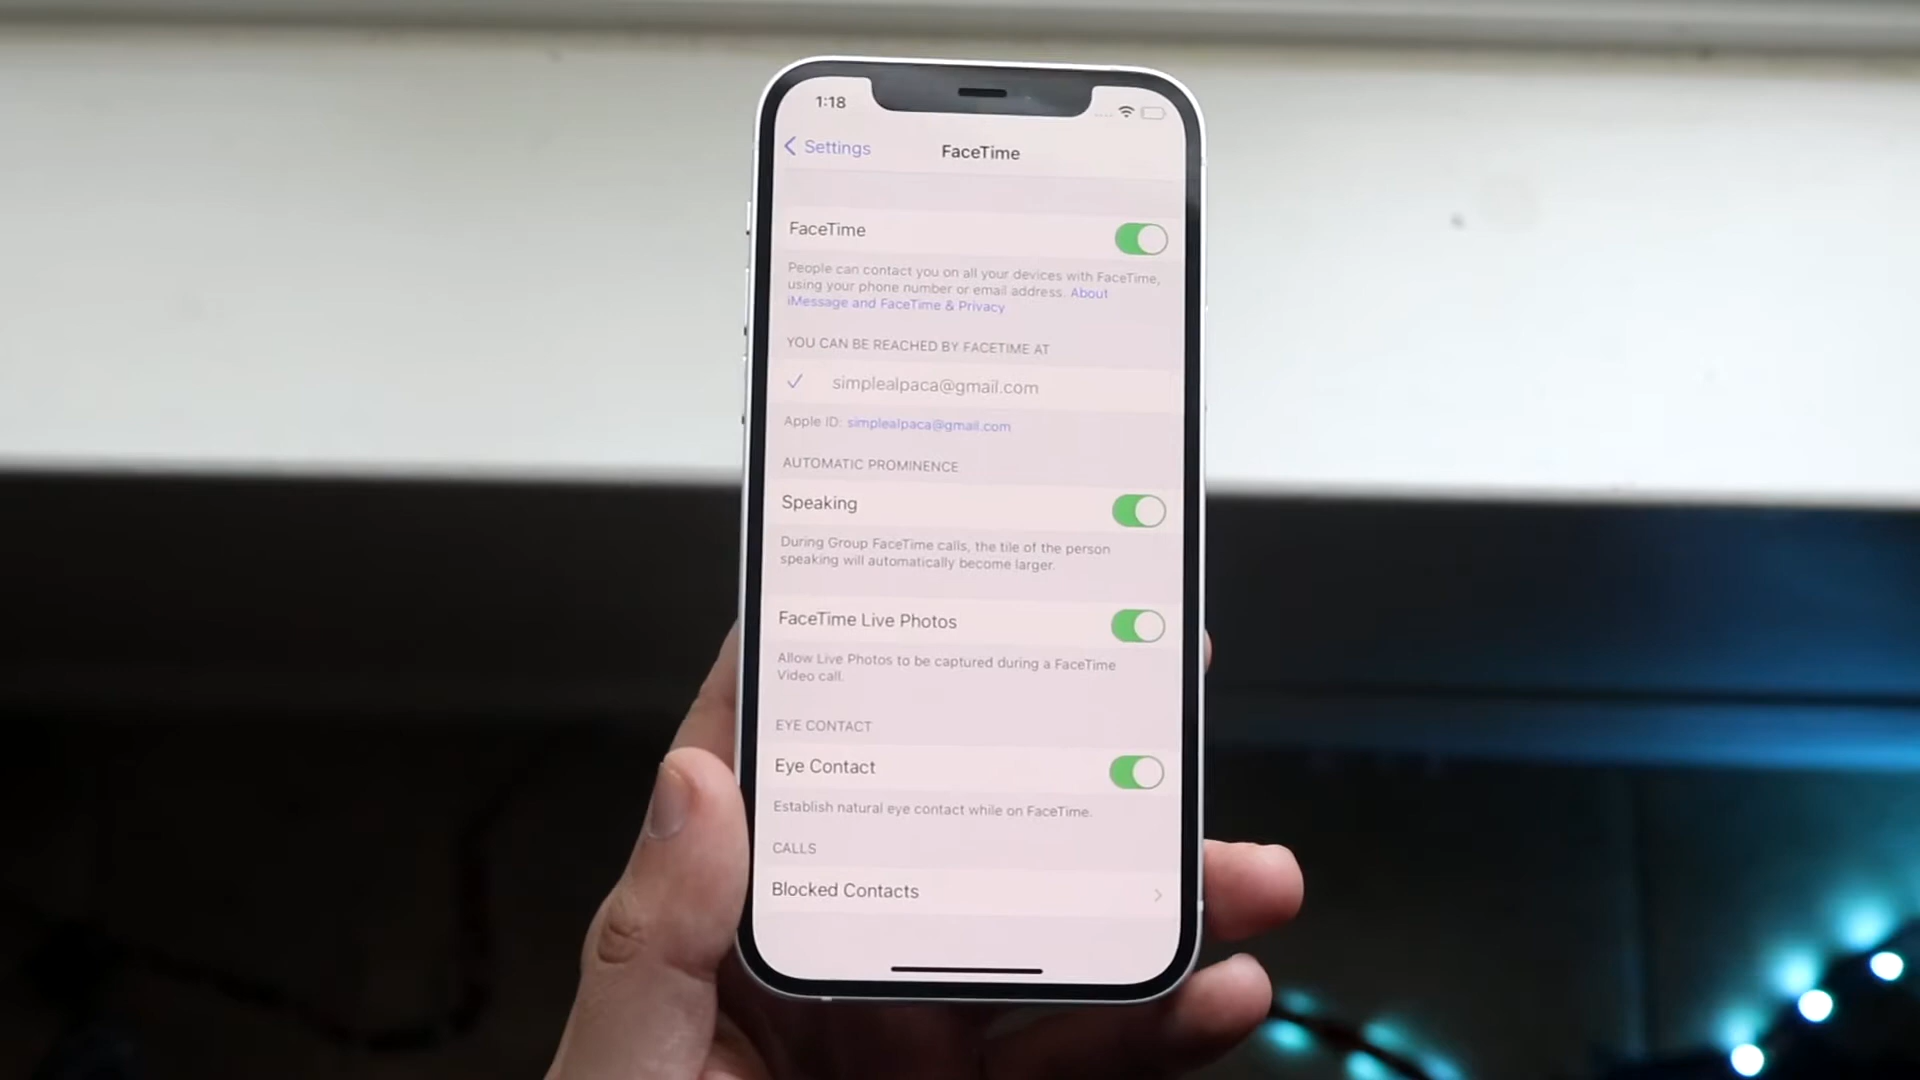 1:18
Settings
FaceTime
FaceTime
People can contact you on all your devices with FaceTime,
using your phone number or email address. About
iMessage and FaceTime & Privacy
YOU CAN BE REACHED BY FACETIME AT
simplealpaca@gmail.com
Apple ID: simplealpaca@gmail.com
AUTOMATIC PROMINENCE
Speaking
During Group FaceTime calls, the tile of the person
speaking will automatically become larger.
FaceTime Live Photos
Allow Live Photos to be captured during a FaceTime
Video call.
EYE CONTACT
Eye Contact
Establish natural eye contact while on FaceTime.
CALLS
Blocked Contacts